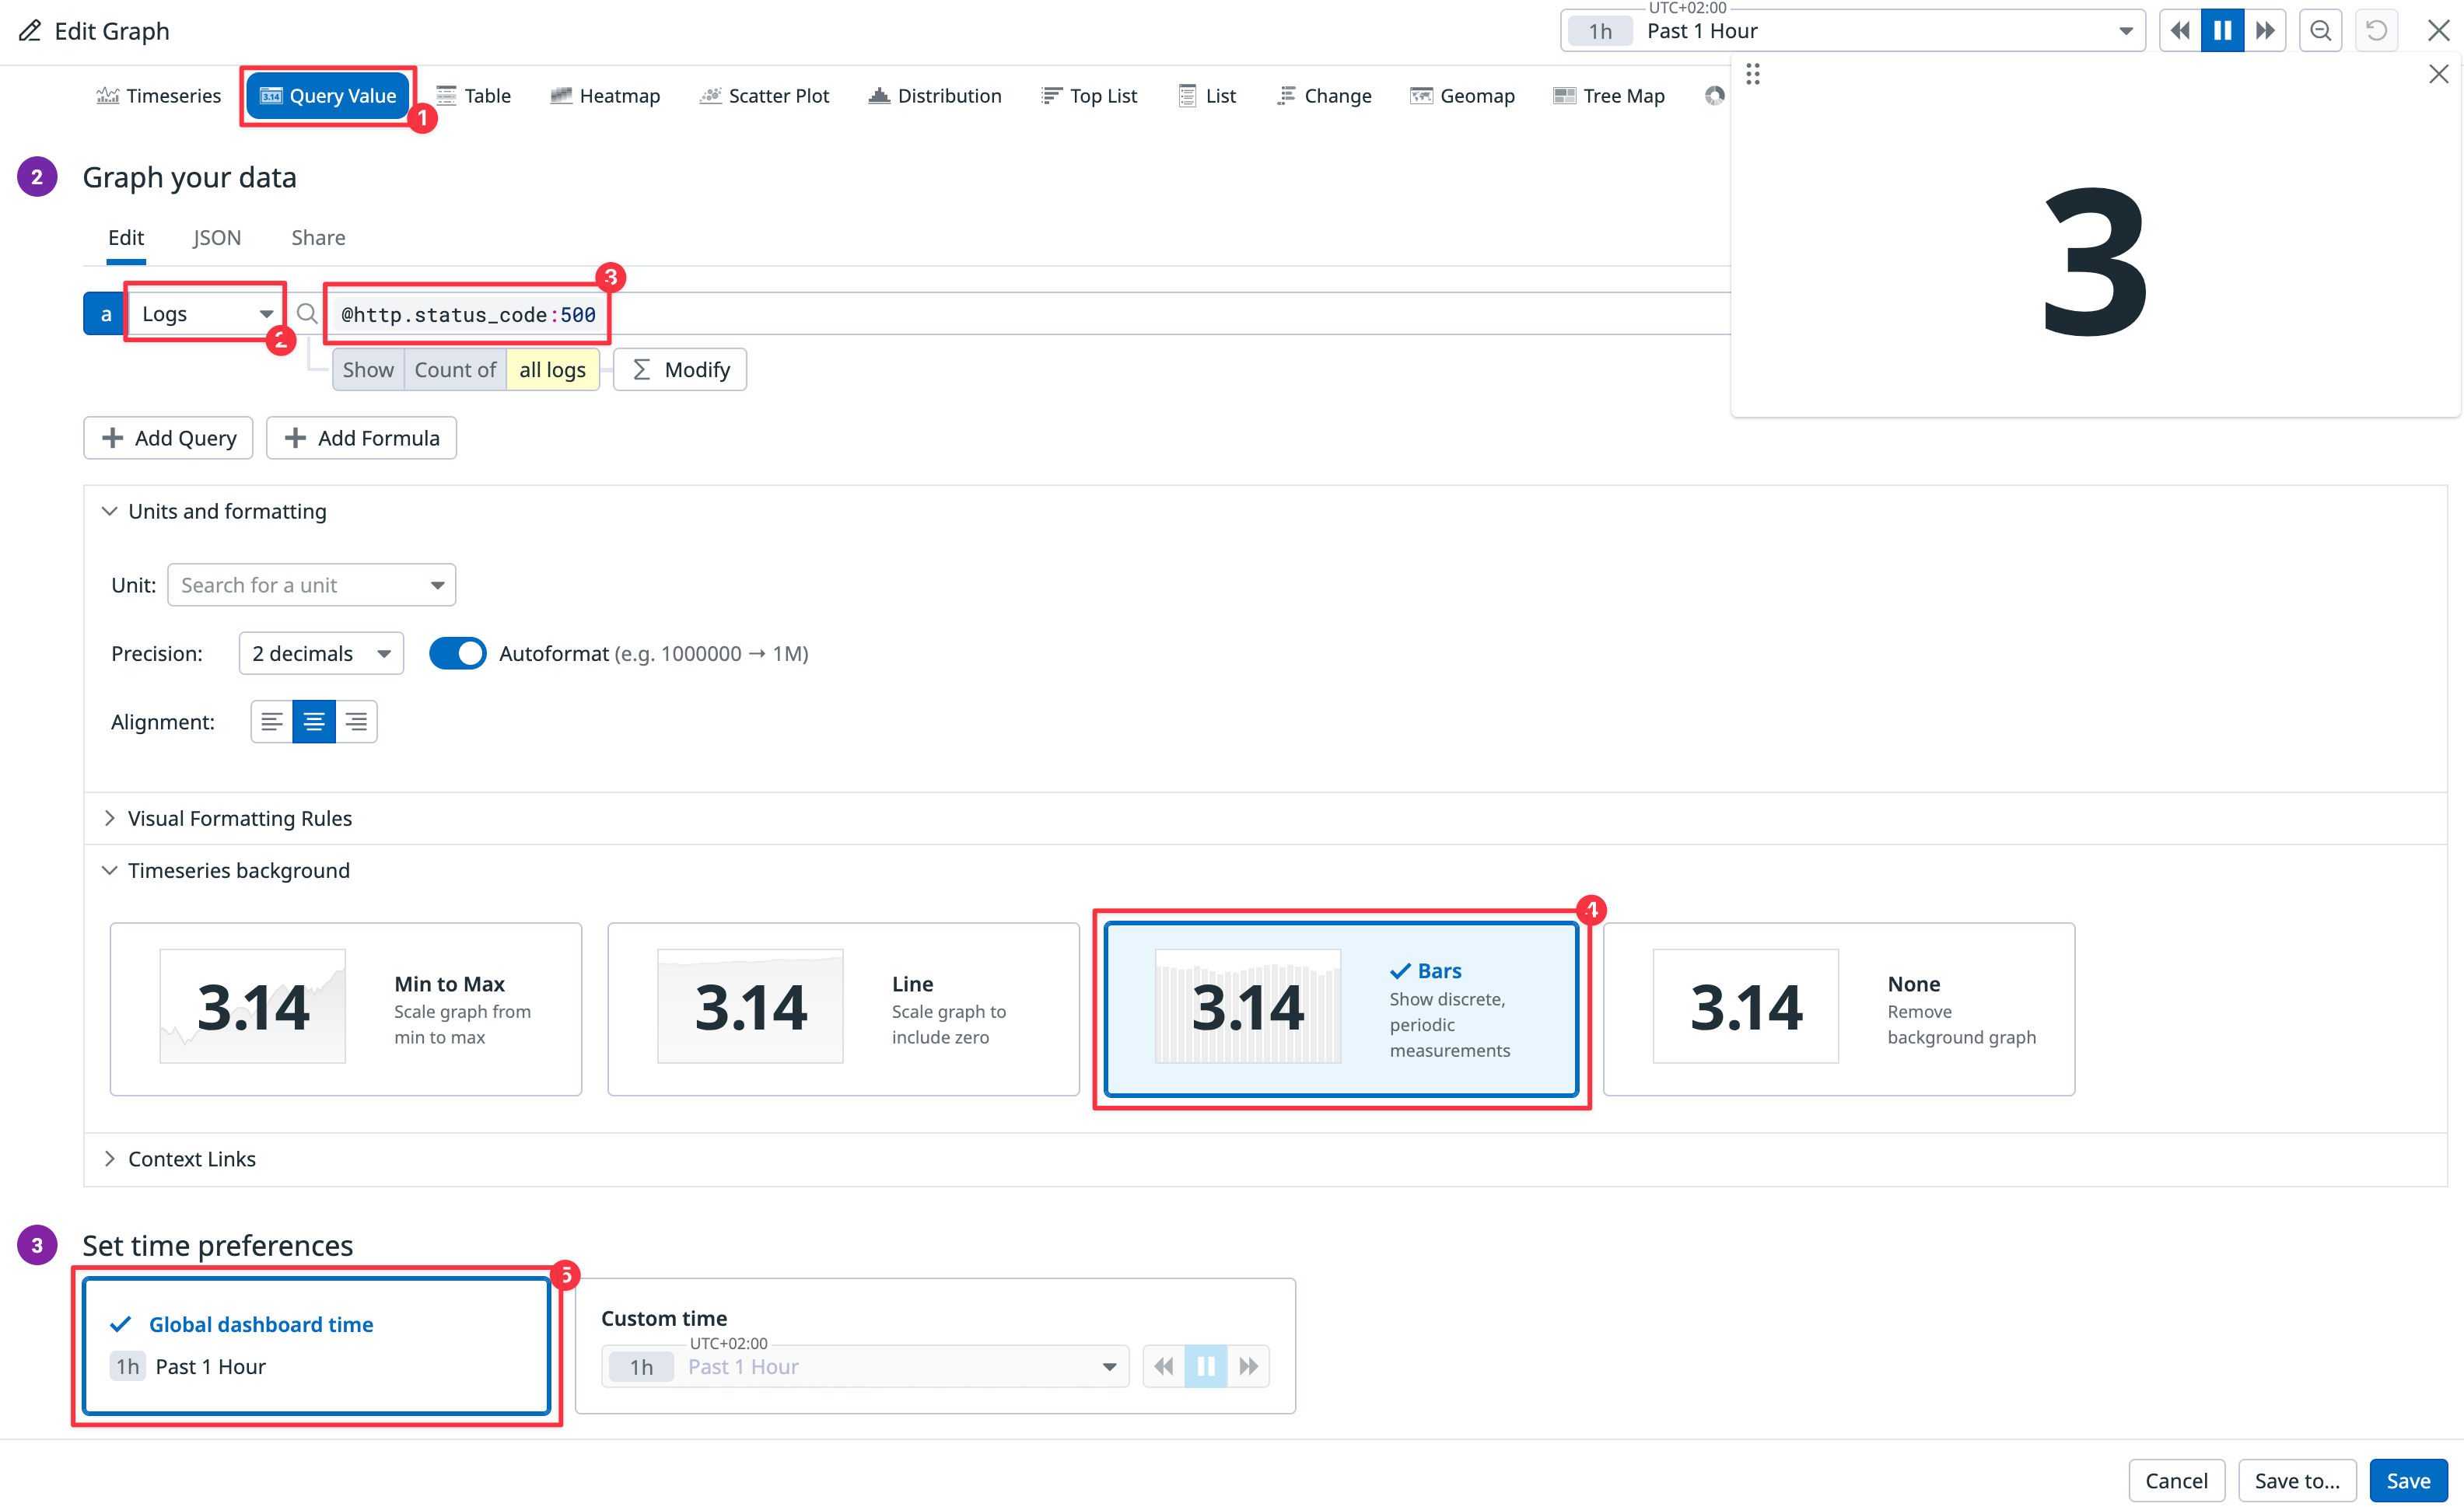 Edit Graph
UTC+02:00
1h Past 1 Hour
Timeseries Query Value Table Heatmap Scatter Plot Distribution Top List List Change Geomap Tree Map
1
3
2 Graph your data
Edit JSON Share
3
a Logs @http.status_code:500
2
Show Count of all logs Modify
Add Query Add Formula
Units and formatting
Unit: Search for a unit
Precision: 2 decimals Autoformat (e.g. 1000000 → 1M)
Alignment:
Visual Formatting Rules
Timeseries background
4
3.14
Min to Max
Scale graph from
min to max
3.14
Line
Scale graph to
include zero
3.14
Bars
Show discrete,
periodic
measurements
3.14
None
Remove
background graph
Context Links
3 Set time preferences
5
Global dashboard time
1h Past 1 Hour
Custom time
UTC+02:00
1h Past 1 Hour
Cancel Save to... Save